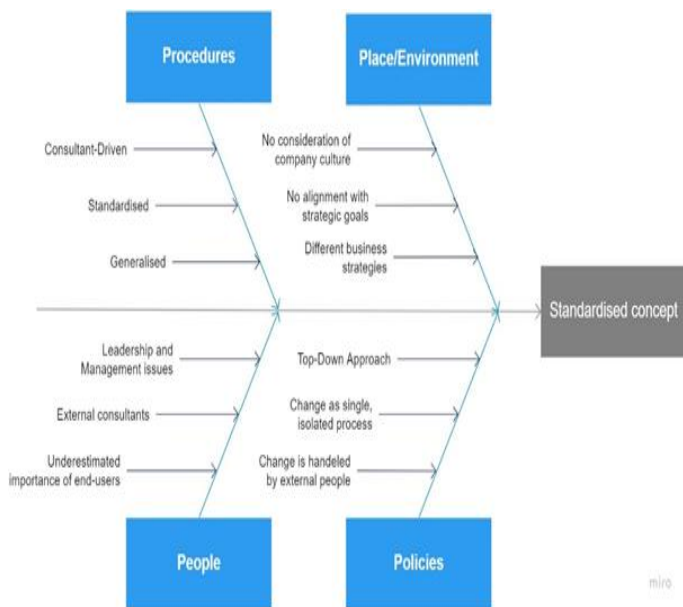 Procedures
Place/Environment
Consultant-Driven
Standardised
Generalised
No consideration of
company culture
No alignment with
strategic goals
Different business
strategies
Standardised concept
Leadership and
Management issues
External consultants
Underestimated
importance of end-users
Top-Down Approach
Change as single,
isolated process
Change is handeled
by external people
People
Policies
miro